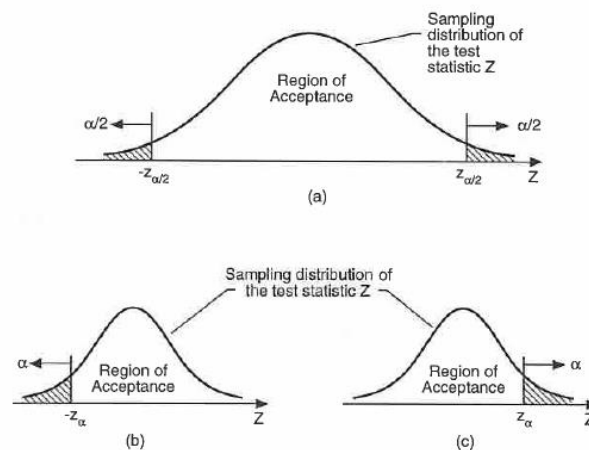 Sampling
distribution of
the test
statistic Z
Region of
Acceptance
α/2
α/2
-zα/2
zα/2
Z
(a)
Sampling distribution of
the test statistic Z
α
Region of
Acceptance
-zα
Z
(b)
Region of
Acceptance
α
zα
Z
(c)